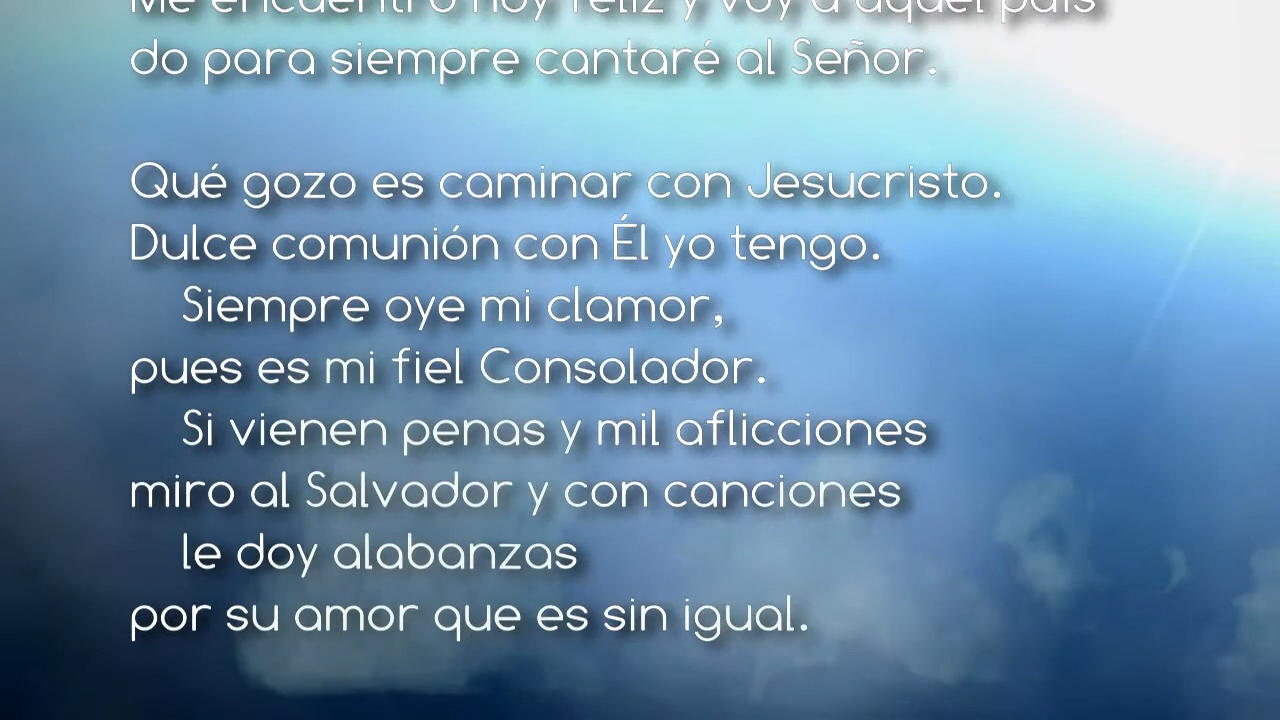 Me encuentro hoy feliz y voy a aquel país
do para siempre cantaré al Señor.
Qué gozo es caminar con Jesucristo.
Dulce comunión con Él yo tengo.
Siempre oye mi clamor,
pues es mi fiel Consolador.
Si vienen penas y mil aflicciones
miro al Salvador y con canciones
le doy alabanzas
por su amor que es sin igual.